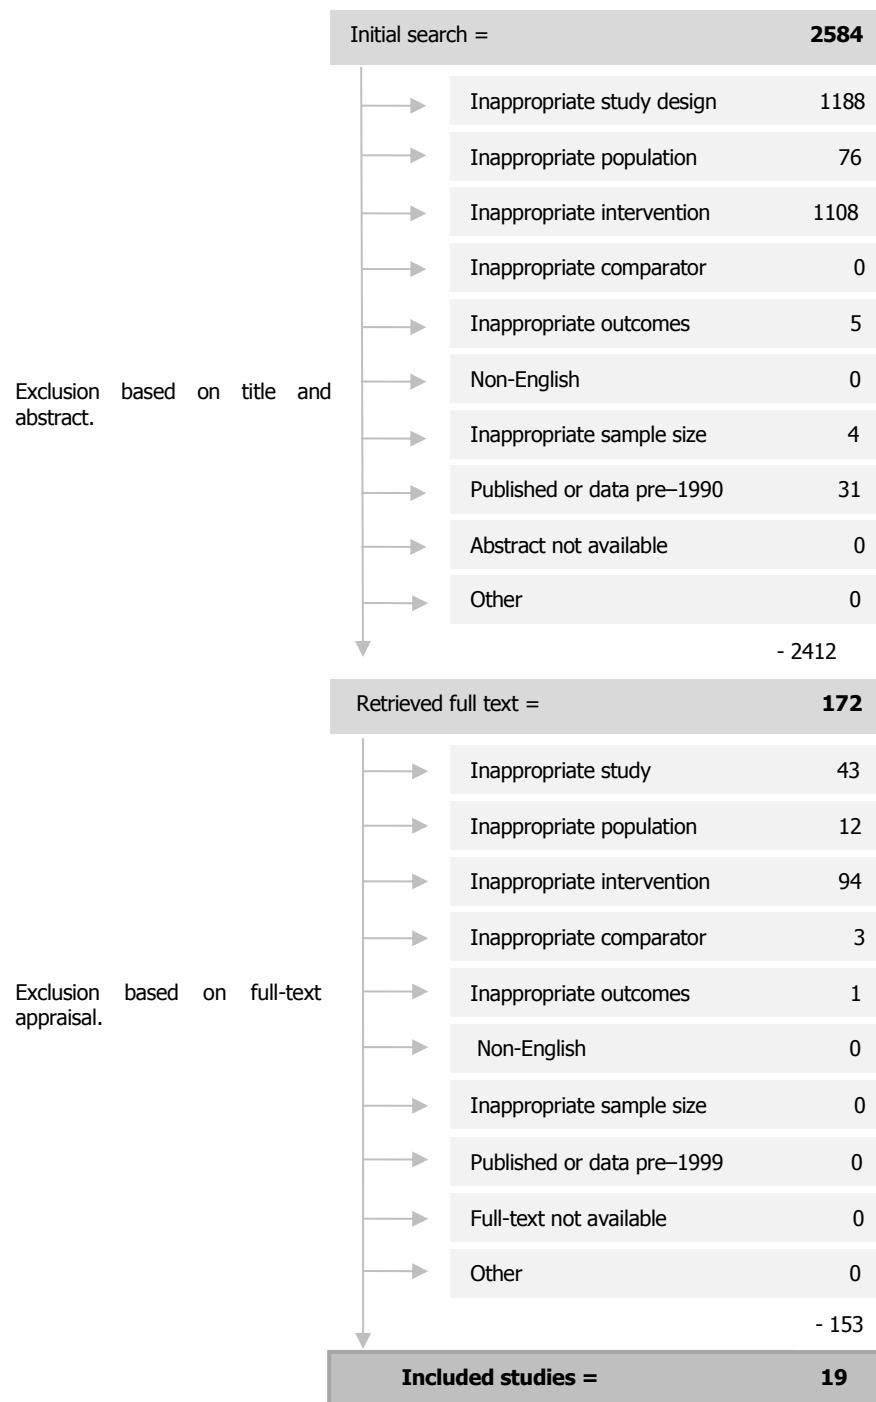 Initial search = 2584
Inappropriate study design 1188
Inappropriate population 76
Inappropriate intervention 1108
Inappropriate comparator 0
Inappropriate outcomes 5
Non-English 0
Exclusion based on title and
abstract.
Inappropriate sample size 4
Published or data pre–1990 31
Abstract not available 0
Other 0
- 2412
Retrieved full text = 172
Inappropriate study 43
Inappropriate population 12
Inappropriate intervention 94
Inappropriate comparator 3
Inappropriate outcomes 1
Exclusion based on full-text
appraisal.
Non-English 0
Inappropriate sample size 0
Published or data pre–1999 0
Full-text not available 0
Other 0
- 153
Included studies = 19